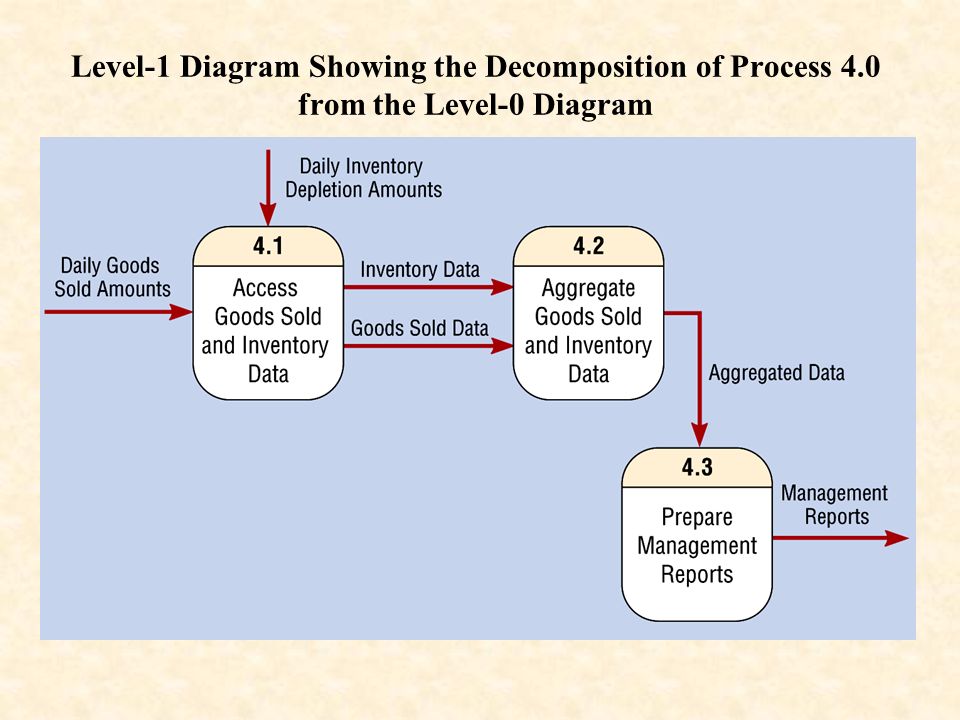 Level-1 Diagram Showing the Decomposition of Process 4.0
from the Level-0 Diagram
Daily Inventory
Depletion Amounts
Daily Goods
Sold Amounts
4.1
Access
Goods Sold
and Inventory
Data
Inventory Data
Goods Sold Data
4.2
Aggregate
Goods Sold
and Inventory
Data
Aggregated Data
4.3
Prepare
Management
Reports
Management
Reports